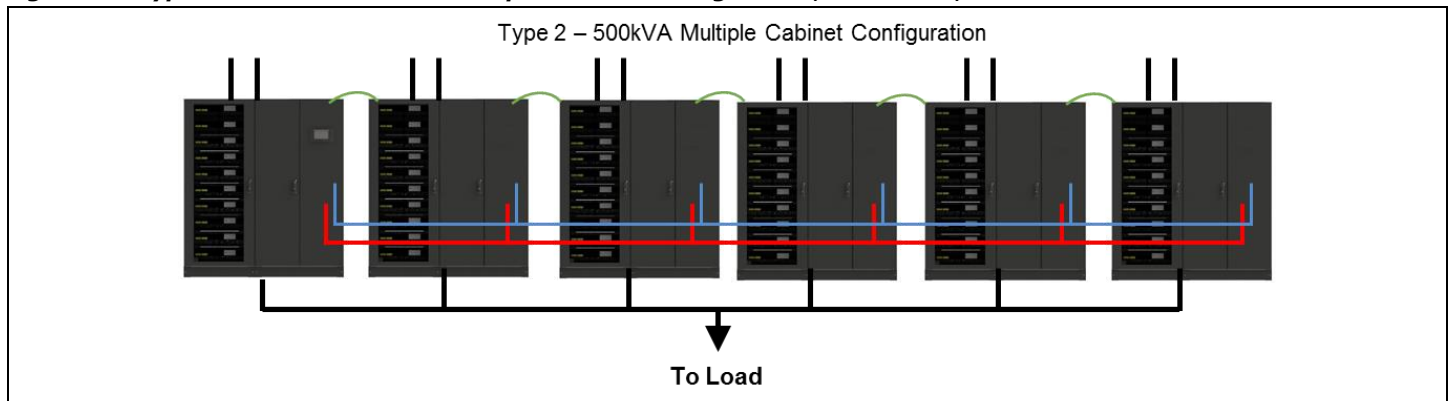 Type 2 – 500kVA Multiple Cabinet Configuration
To Load